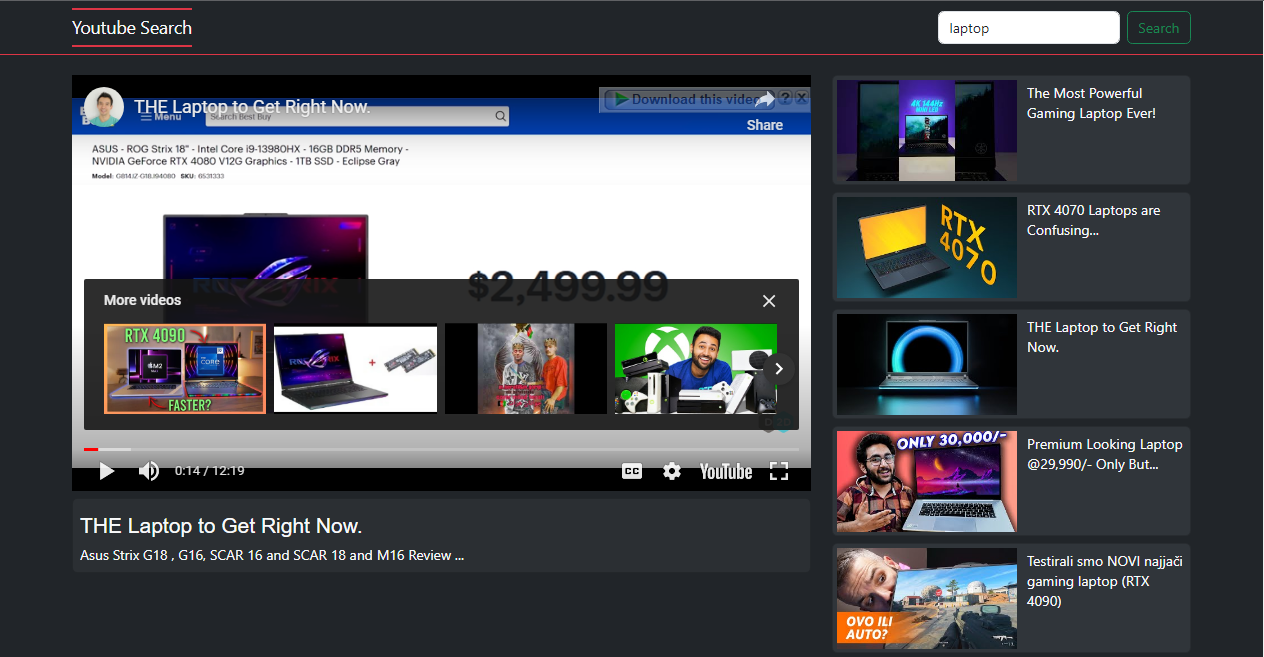 Youtube Search
laptop
Search
THE Laptop to Get Right Now.
Download this video
?
X
Menu
Search Best Buy
Share
ASUS - ROG Strix 18" - Intel Core i9-13980HX - 16GB DDR5 Memory -
NVIDIA GeForce RTX 4080 V12G Graphics - 1TB SSD - Eclipse Gray
Model: G814JZ-G18.I94080 SKU: 6531333
$2,499.99
More videos
RTX 4090
M2
CORE
FASTER?
0:14 / 12:19
CC
YouTube
THE Laptop to Get Right Now.
Asus Strix G18 , G16, SCAR 16 and SCAR 18 and M16 Review ...
4K 144Hz
MINI LED
The Most Powerful
Gaming Laptop Ever!
RTX
4070
RTX 4070 Laptops are
Confusing...
THE Laptop to Get Right
Now.
ONLY 30,000/-
Premium Looking Laptop
@29,990/- Only But...
OVO ILI
AUTO?
Testirali smo NOVI najjači
gaming laptop (RTX
4090)